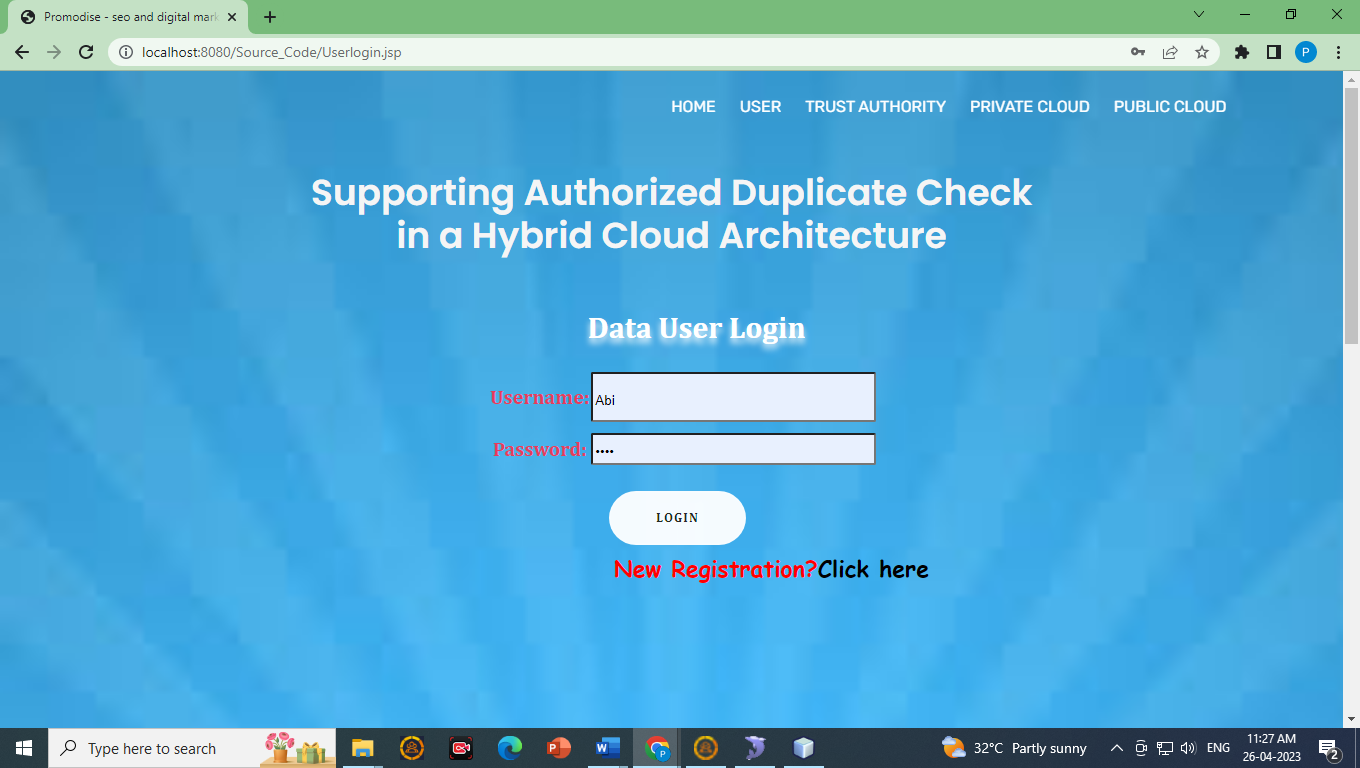 Promodise - seo and digital mark
localhost:8080/Source_Code/Userlogin.jsp
P
HOME USER TRUST AUTHORITY PRIVATE CLOUD PUBLIC CLOUD
Supporting Authorized Duplicate Check
in a Hybrid Cloud Architecture
Data User Login
Username: Abi
Password: ••••
LOGIN
New Registration?Click here
Type here to search
32°C Partly sunny
ENG
11:27 AM
26-04-2023
2